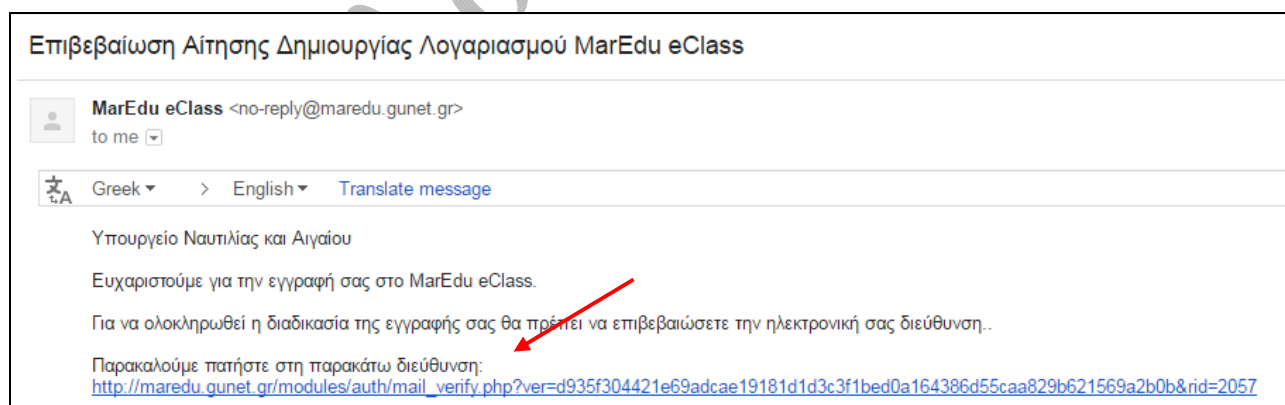 Επιβεβαίωση Αίτησης Δημιουργίας Λογαριασμού MarEdu eClass
MarEdu eClass <no-reply@maredu.gunet.gr>
to me
Greek > English Translate message
Υπουργείο Ναυτιλίας και Αιγαίου
Ευχαριστούμε για την εγγραφή σας στο MarEdu eClass.
Για να ολοκληρωθεί η διαδικασία της εγγραφής σας θα πρέπει να επιβεβαιώσετε την ηλεκτρονική σας διεύθυνση..
Παρακαλούμε πατήστε στη παρακάτω διεύθυνση:
http://maredu.gunet.gr/modules/auth/mail_verify.php?ver=d935f304421e69adcae19181d1d3c3f1bed0a164386d55caa829b621569a2b0b&rid=2057